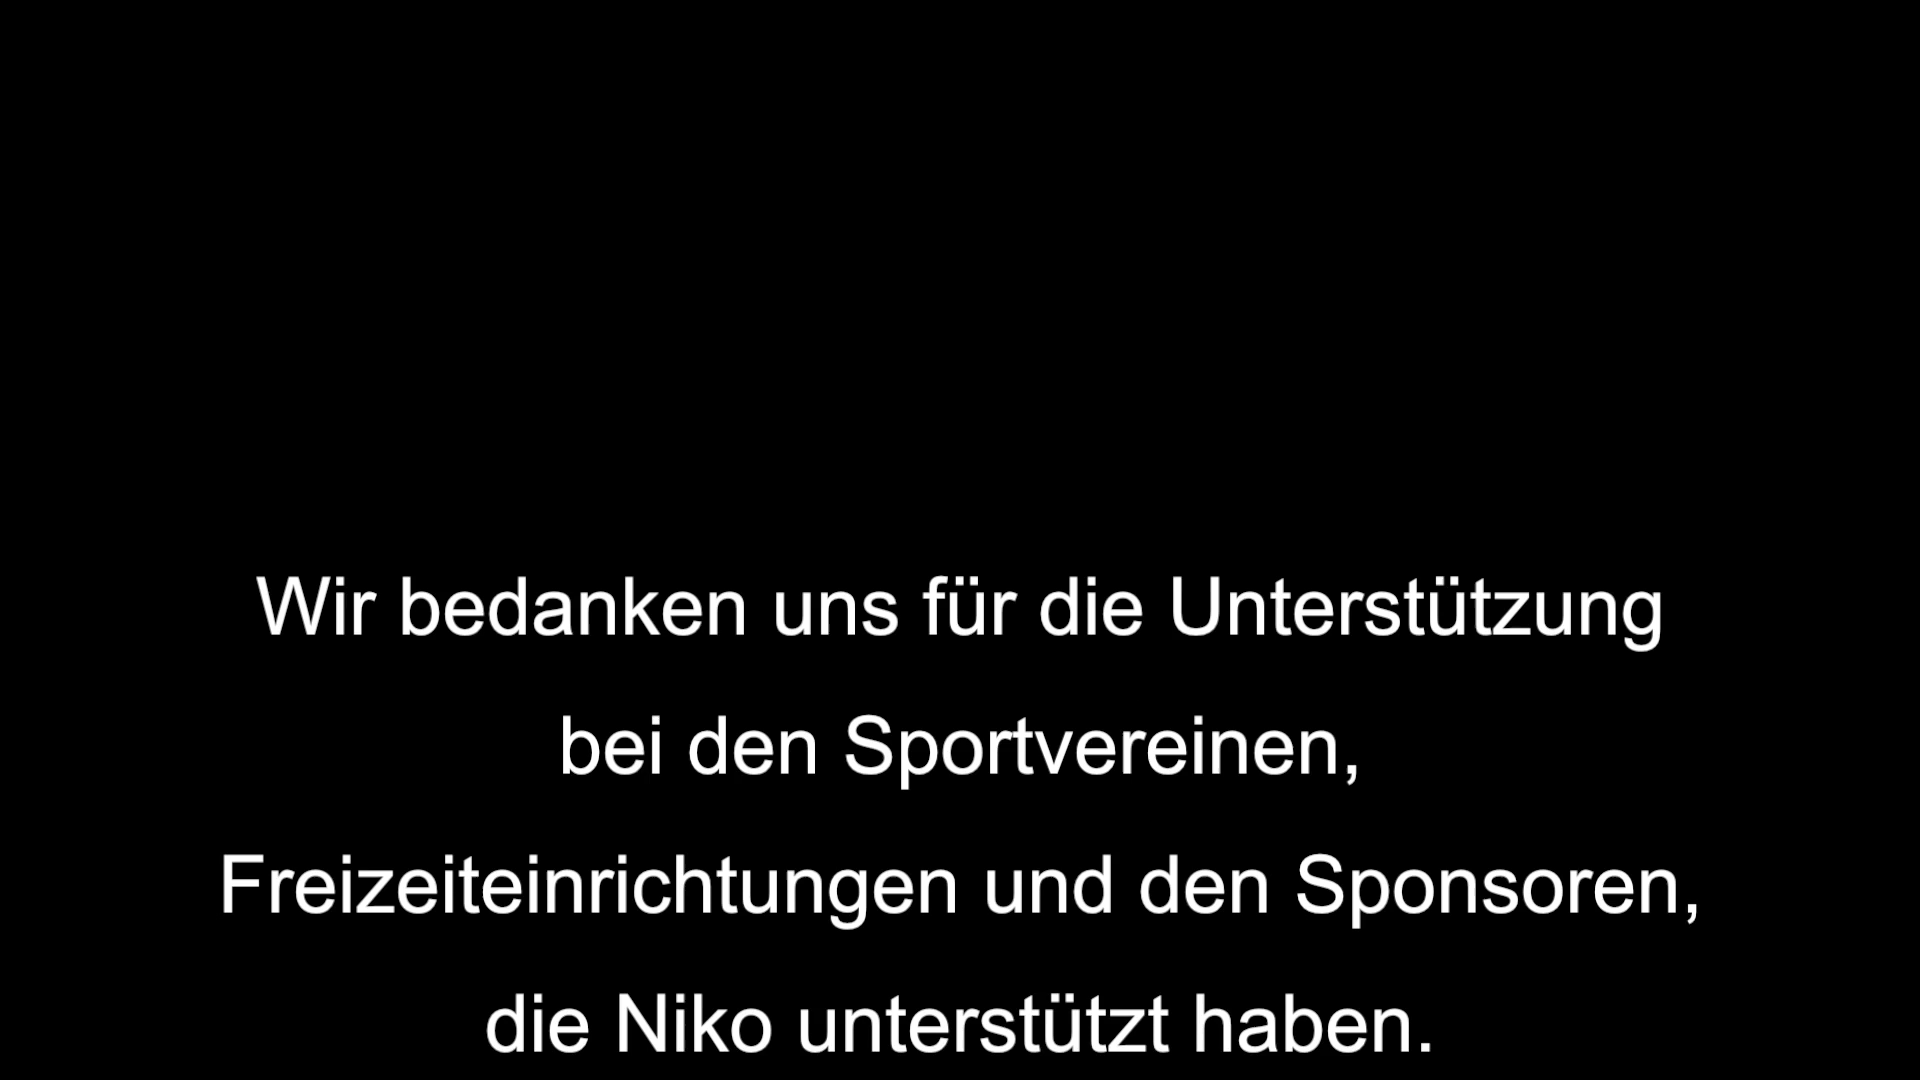 Wir bedanken uns für die Unterstützung
bei den Sportvereinen,
Freizeiteinrichtungen und den Sponsoren,
die Niko unterstützt haben.